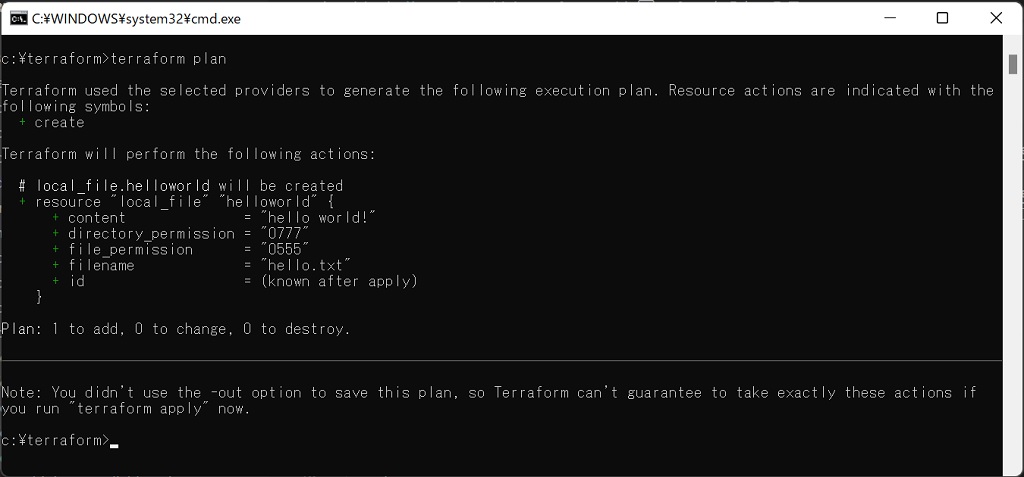 C:¥WINDOWS¥system32¥cmd.exe
c:¥terraform>terraform plan
Terraform used the selected providers to generate the following execution plan. Resource actions are indicated with the
following symbols:
  + create
Terraform will perform the following actions:
  # local_file.helloworld will be created
  + resource "local_file" "helloworld" {
      + content              = "hello world!"
      + directory_permission = "0777"
      + file_permission      = "0555"
      + filename             = "hello.txt"
      + id                   = (known after apply)
    }
Plan: 1 to add, 0 to change, 0 to destroy.
Note: You didn't use the -out option to save this plan, so Terraform can't guarantee to take exactly these actions if
you run "terraform apply" now.
c:¥terraform>